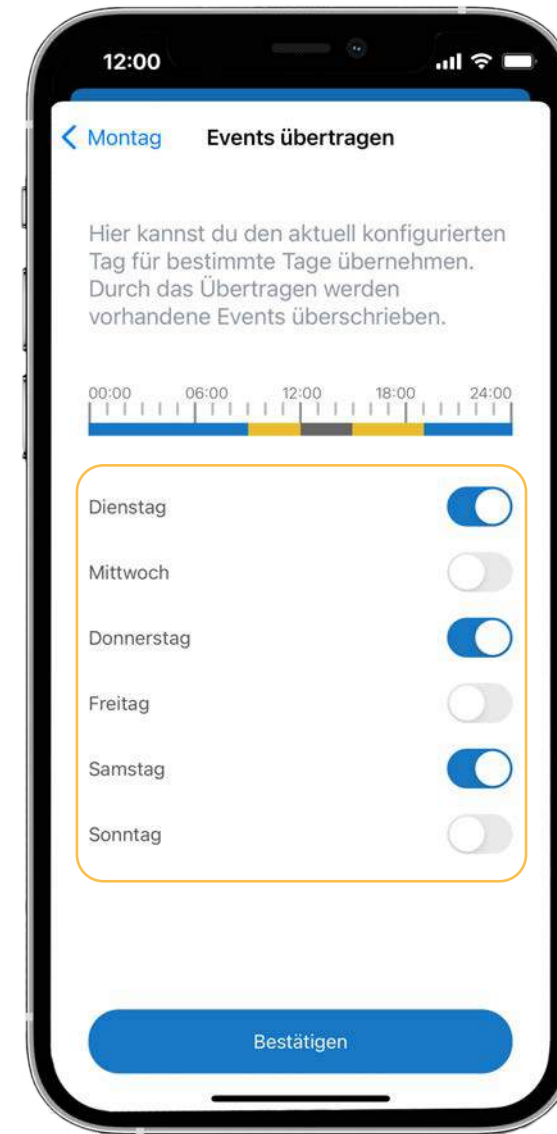 12:00
Montag Events übertragen
Hier kannst du den aktuell konfigurierten
Tag für bestimmte Tage übernehmen.
Durch das Übertragen werden
vorhandene Events überschrieben.
00:00 06:00 12:00 18:00 24:00
Dienstag
Mittwoch
Donnerstag
Freitag
Samstag
Sonntag
Bestätigen